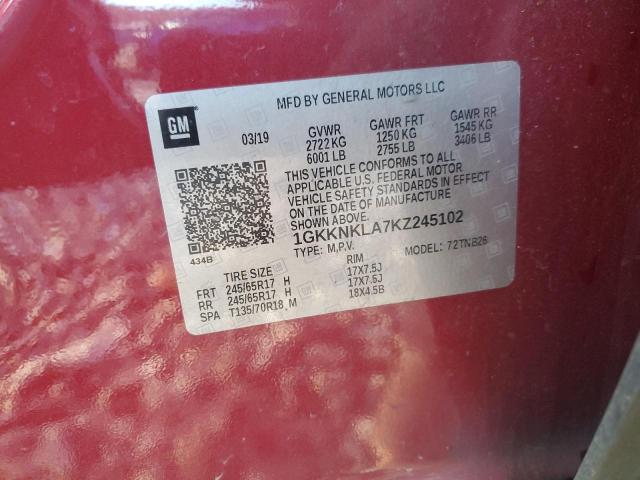 MFD BY GENERAL MOTORS LLC
GM
03/19 GVWR GAWR FRT GAWR RR
2722 KG 1250 KG 1545 KG
6001 LB 2755 LB 3406 LB
THIS VEHICLE CONFORMS TO ALL
APPLICABLE U.S. FEDERAL MOTOR
VEHICLE SAFETY STANDARDS IN EFFECT
ON THE DATE OF MANUFACTURE
SHOWN ABOVE.
1GKKNKLA7KZ245102
434B TYPE: M.P.V. MODEL: 72TNB26
TIRE SIZE RIM
FRT 245/65R17 H 17X7.5J
RR 245/65R17 H 17X7.5J
SPA T135/70R18 M 18X4.5B